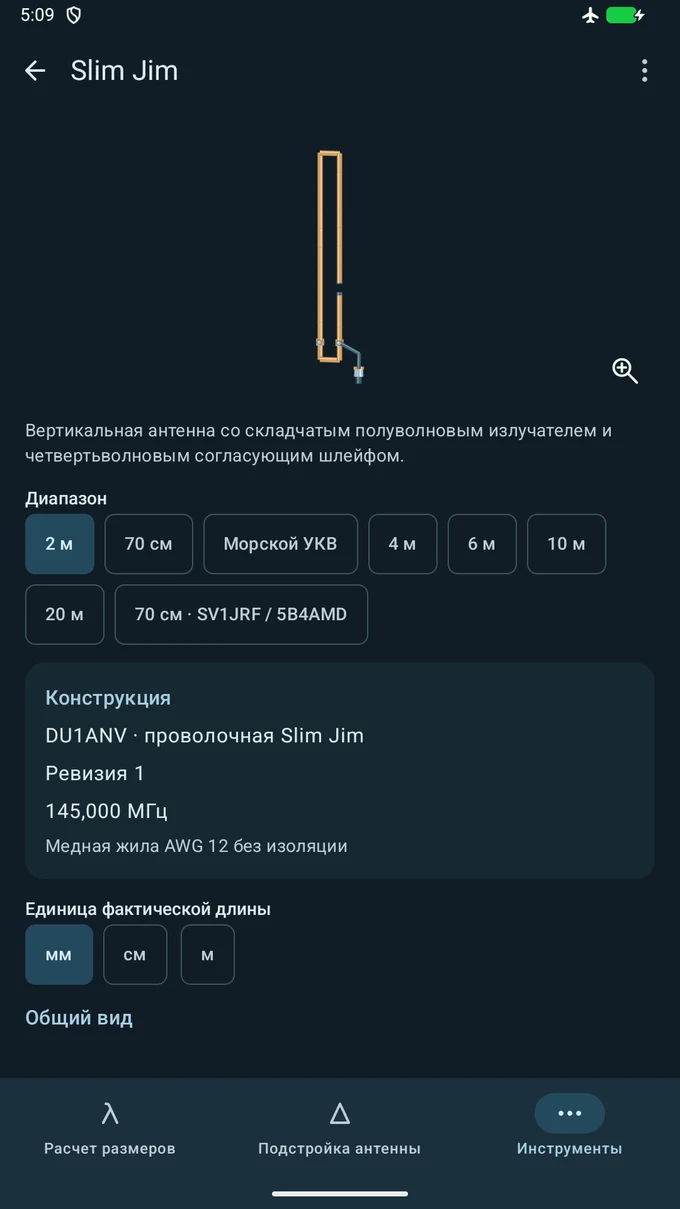 5:09
Slim Jim
Вертикальная антенна со складчатым полуволновым излучателем и
четвертьволновым согласующим шлейфом.
Диапазон
2 м
70 см
Морской УКВ
4 м
6 м
10 м
20 м
70 см · SV1JRF / 5B4AMD
Конструкция
DU1ANV · проволочная Slim Jim
Ревизия 1
145,000 МГц
Медная жила AWG 12 без изоляции
Единица фактической длины
мм
см
м
Общий вид
λ
Δ
Расчет размеров
Подстройка антенны
Инструменты